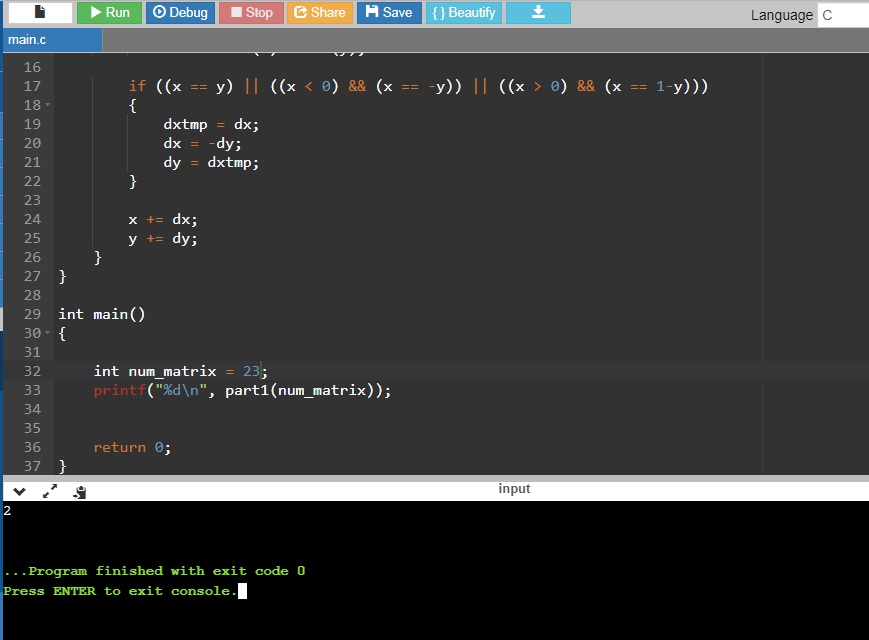 Run Debug Stop Share Save { } Beautify Language C
main.c
16
17 if ((x == y) || ((x < 0) && (x == -y)) || ((x > 0) && (x == 1-y)))
18 {
19 dxtmp = dx;
20 dx = -dy;
21 dy = dxtmp;
22 }
23
24 x += dx;
25 y += dy;
26 }
27 }
28
29 int main()
30 {
31
32 int num_matrix = 23;
33 printf("%d\n", part1(num_matrix));
34
35
36 return 0;
37 }
input
2
...Program finished with exit code 0
Press ENTER to exit console.